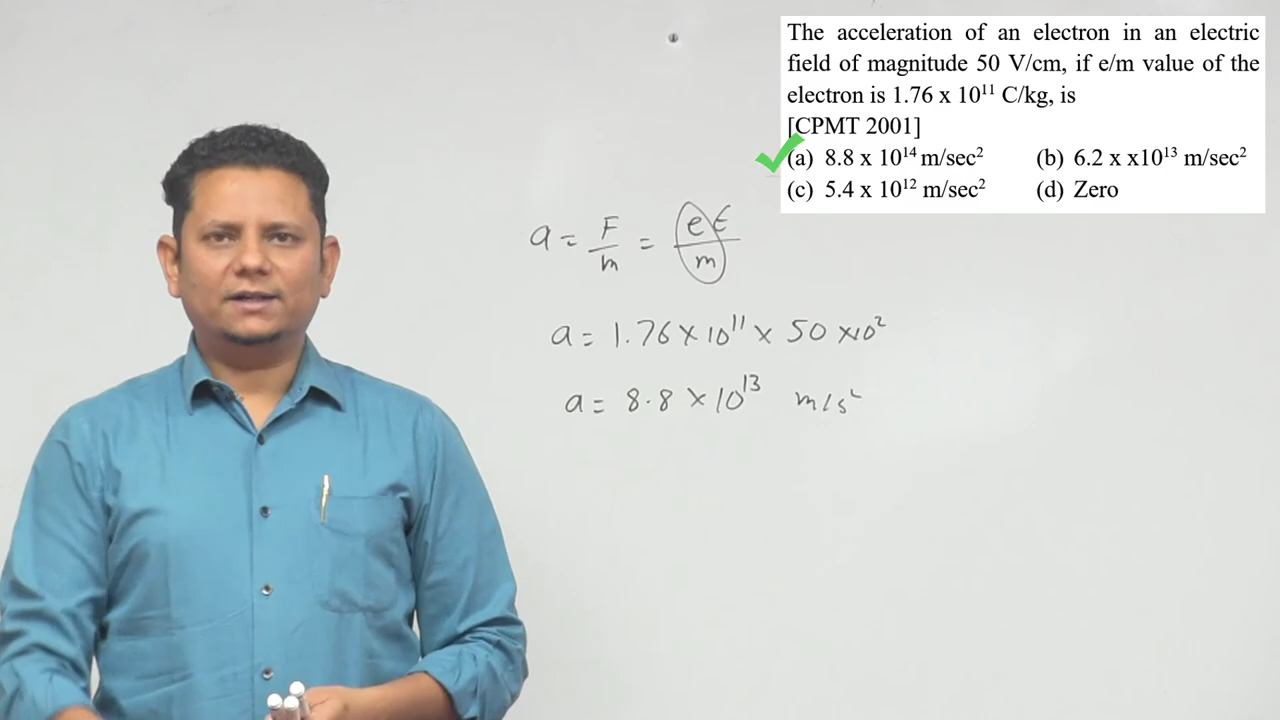 The acceleration of an electron in an electric
field of magnitude 50 V/cm, if e/m value of the
electron is 1.76 x 10¹¹ C/kg, is
[CPMT 2001]
(a) 8.8 x 10¹⁴ m/sec² (b) 6.2 x x10¹³ m/sec²
(c) 5.4 x 10¹² m/sec² (d) Zero
a = F/m = eE/m
a = 1.76 × 10¹¹ × 50 × 10²
a = 8.8 × 10¹³ m/s²